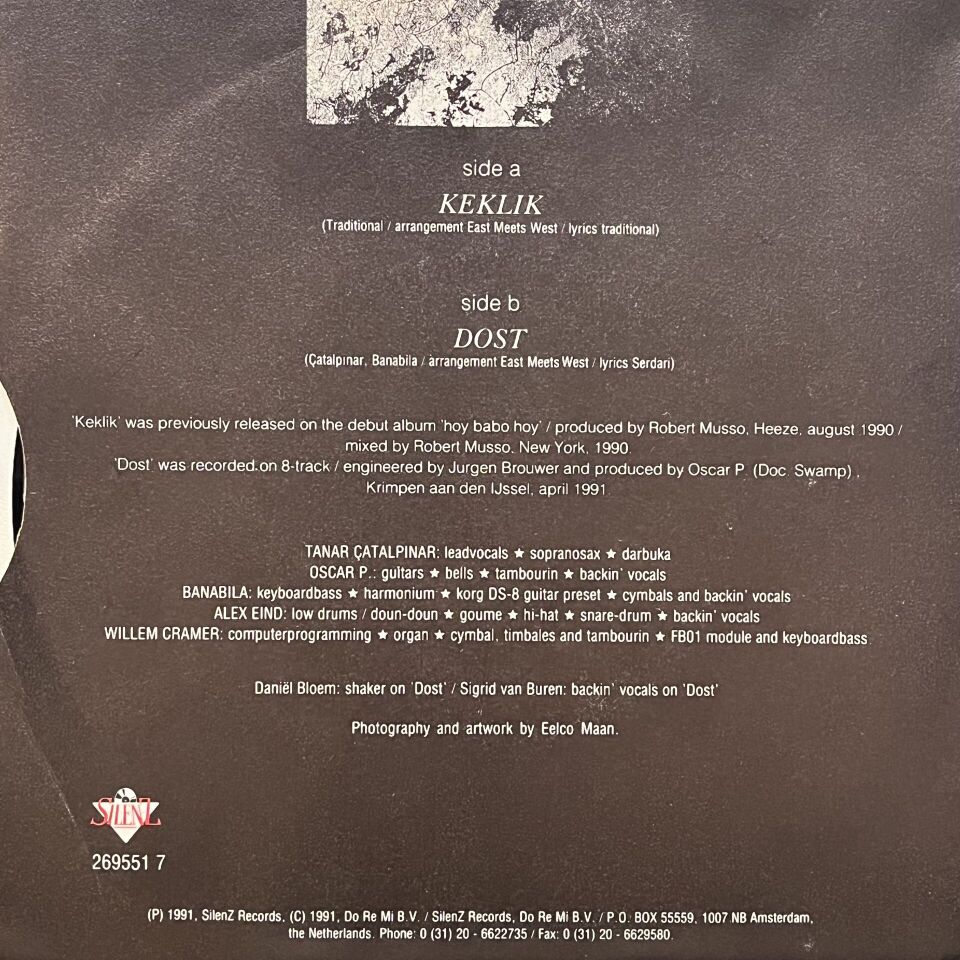 side a
KEKLIK
(Traditional / arrangement East Meets West / lyrics traditional)
side b
DOST
(Çatalpınar, Banabila / arrangement East Meets West / lyrics Serdari)
'Keklik' was previously released on the debut album 'hoy babo hoy' / produced by Robert Musso, Heeze, august 1990 /
mixed by Robert Musso, New York, 1990.
'Dost' was recorded on 8-track / engineered by Jurgen Brouwer and produced by Oscar P. (Doc. Swamp),
Krimpen aan den IJssel, april 1991.
TANAR ÇATALPINAR: leadvocals ★ sopranosax ★ darbuka
OSCAR P.: guitars ★ bells ★ tambourin ★ backin' vocals
BANABILA: keyboardbass ★ harmonium ★ korg DS-8 guitar preset ★ cymbals and backin' vocals
ALEX EIND: low drums / doun-doun ★ goume ★ hi-hat ★ snare-drum ★ backin' vocals
WILLEM CRAMER: computerprogramming ★ organ ★ cymbal, timbales and tambourin ★ FB01 module and keyboardbass.
Daniël Bloem: shaker on 'Dost' / Sigrid van Buren: backin' vocals on 'Dost'
Photography and artwork by Eelco Maan.
SILENZ
269551 7
(P) 1991, SilenZ Records, (C) 1991, Do Re Mi B.V. / SilenZ Records, Do Re Mi B.V. / P.O. BOX 55559, 1007 NB Amsterdam,
the Netherlands. Phone: 0 (31) 20 - 6622735 / Fax: 0 (31) 20 - 6629580.